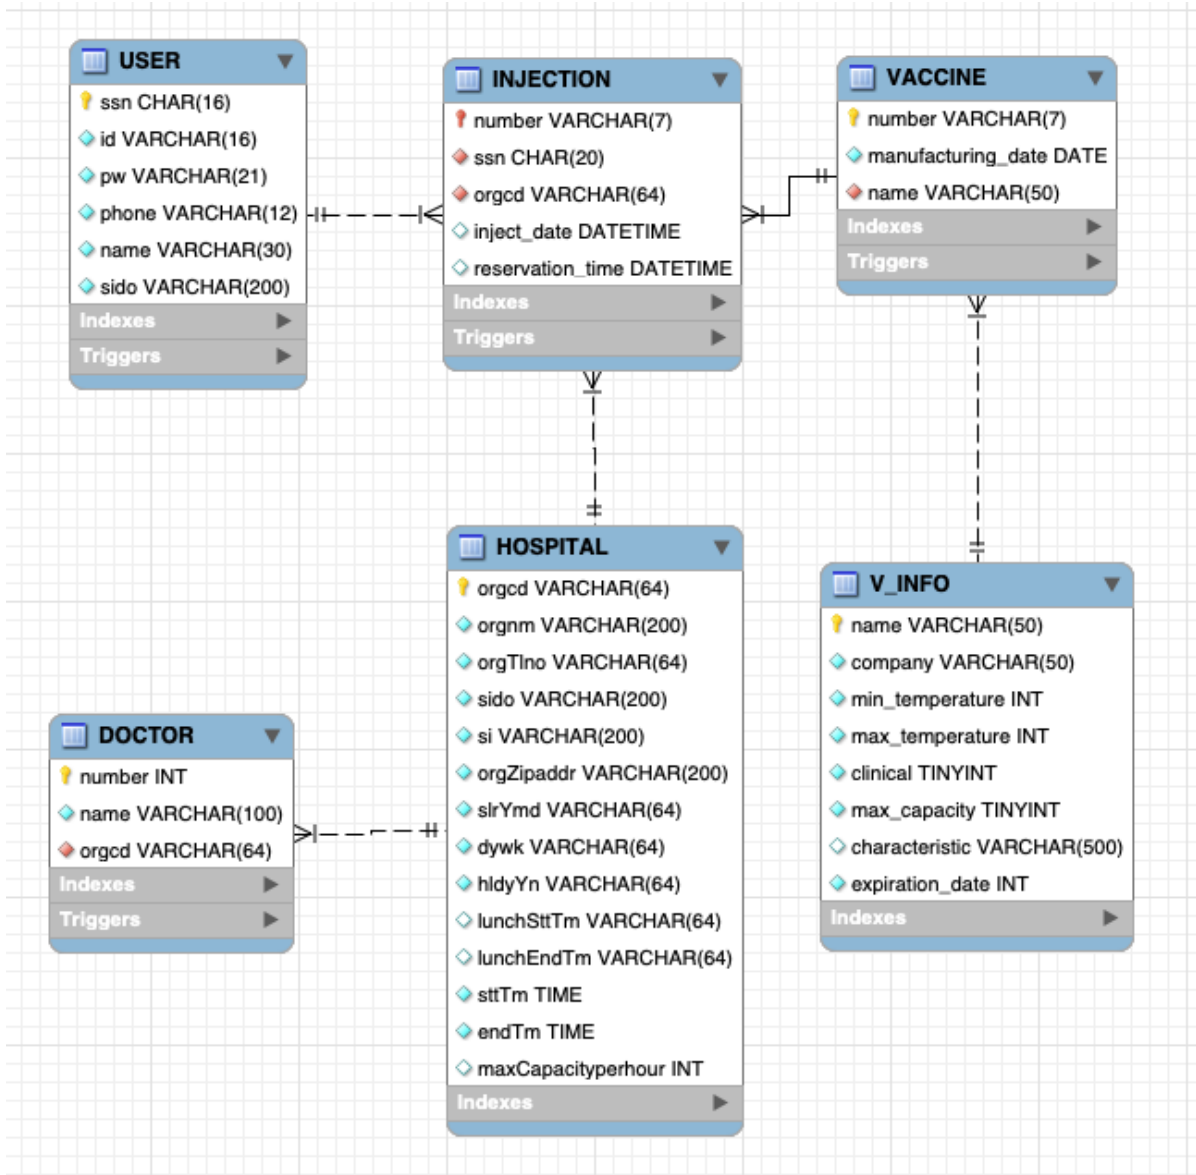 USER
ssn CHAR(16)
id VARCHAR(16)
pw VARCHAR(21)
phone VARCHAR(12)
name VARCHAR(30)
sido VARCHAR(200)
Indexes
Triggers
INJECTION
number VARCHAR(7)
ssn CHAR(20)
orgcd VARCHAR(64)
inject_date DATETIME
reservation_time DATETIME
Indexes
Triggers
VACCINE
number VARCHAR(7)
manufacturing_date DATE
name VARCHAR(50)
Indexes
Triggers
DOCTOR
number INT
name VARCHAR(100)
orgcd VARCHAR(64)
Indexes
Triggers
HOSPITAL
orgcd VARCHAR(64)
orgnm VARCHAR(200)
orgTlno VARCHAR(64)
sido VARCHAR(200)
si VARCHAR(200)
orgZipaddr VARCHAR(200)
slrYmd VARCHAR(64)
dywk VARCHAR(64)
hldyYn VARCHAR(64)
lunchSttTm VARCHAR(64)
lunchEndTm VARCHAR(64)
sttTm TIME
endTm TIME
maxCapacityperhour INT
Indexes
V_INFO
name VARCHAR(50)
company VARCHAR(50)
min_temperature INT
max_temperature INT
clinical TINYINT
max_capacity TINYINT
characteristic VARCHAR(500)
expiration_date INT
Indexes